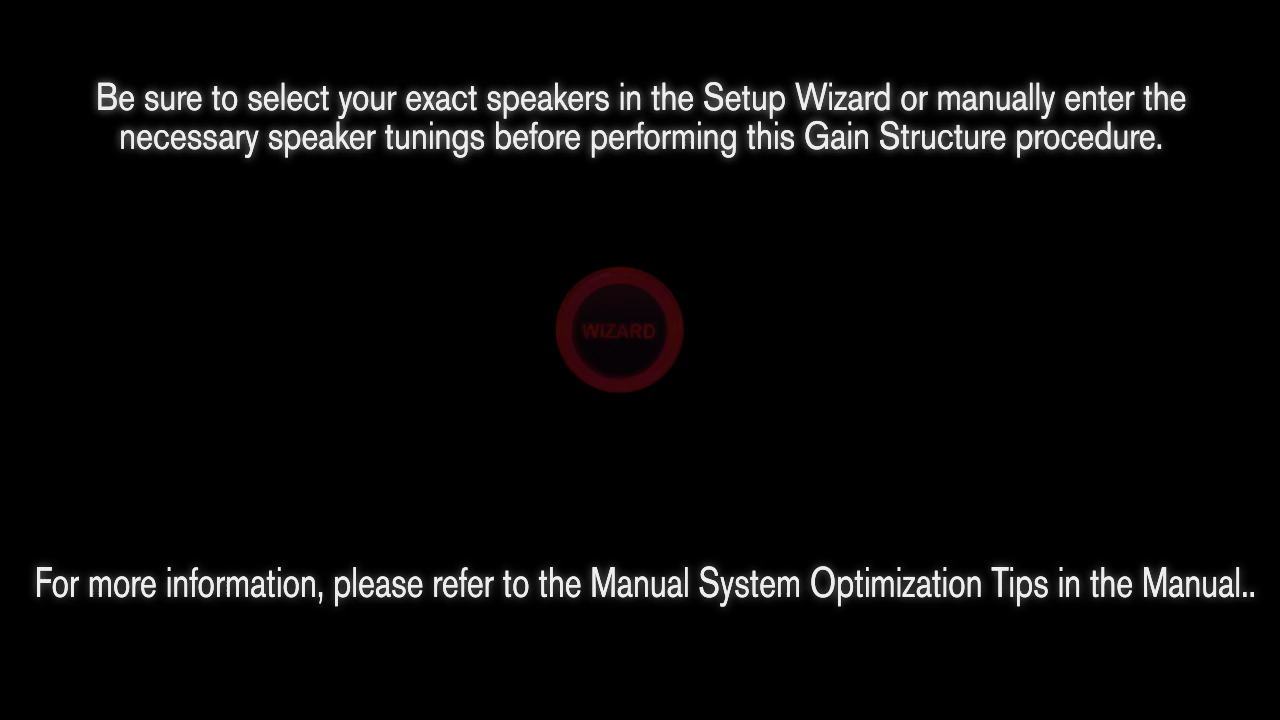 Be sure to select your exact speakers in the Setup Wizard or manually enter the
necessary speaker tunings before performing this Gain Structure procedure.
WIZARD
For more information, please refer to the Manual System Optimization Tips in the Manual..